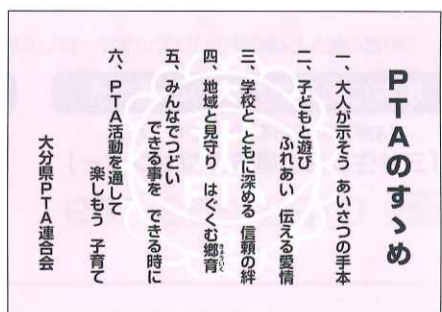 PTAのすゝめ
一、大人が示そう あいさつの手本
二、子どもと遊び
ふれあい 伝える愛情
三、学校と ともに深める 信頼の絆
四、地域と見守り はぐくむ郷育
きょういく
五、みんなでつどい
できる事を できる時に
六、PTA活動を通して
楽しもう 子育て
大分県PTA連合会